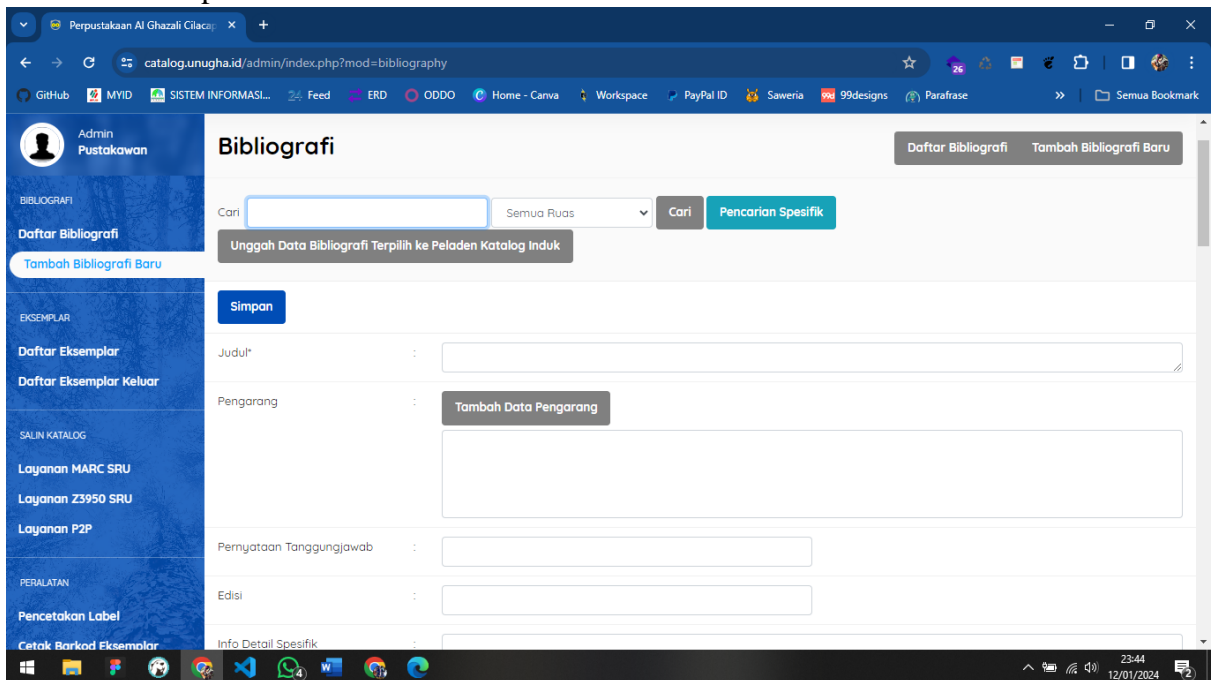 Perpustakaan Al Ghazali Cilacap
catalog.unugha.id/admin/index.php?mod=bibliography
26
GitHub MYID SISTEM INFORMASI... Feed ERD ODDO Home - Canva Workspace PayPal ID Saweria 99designs Parafrase » Semua Bookmark
Admin
Pustakawan
BIBLIOGRAFI
Daftar Bibliografi
Tambah Bibliografi Baru
EKSEMPLAR
Daftar Eksemplar
Daftar Eksemplar Keluar
SALIN KATALOG
Layanan MARC SRU
Layanan Z3950 SRU
Layanan P2P
PERALATAN
Pencetakan Label
Cetak Barkod Eksemplar
Bibliografi
Daftar Bibliografi Tambah Bibliografi Baru
Cari Semua Ruas Cari Pencarian Spesifik
Unggah Data Bibliografi Terpilih ke Peladen Katalog Induk
Simpan
Judul* :
Pengarang : Tambah Data Pengarang
Pernyataan Tanggungjawab :
Edisi :
Info Detail Spesifik :
4
23:44
12/01/2024
2